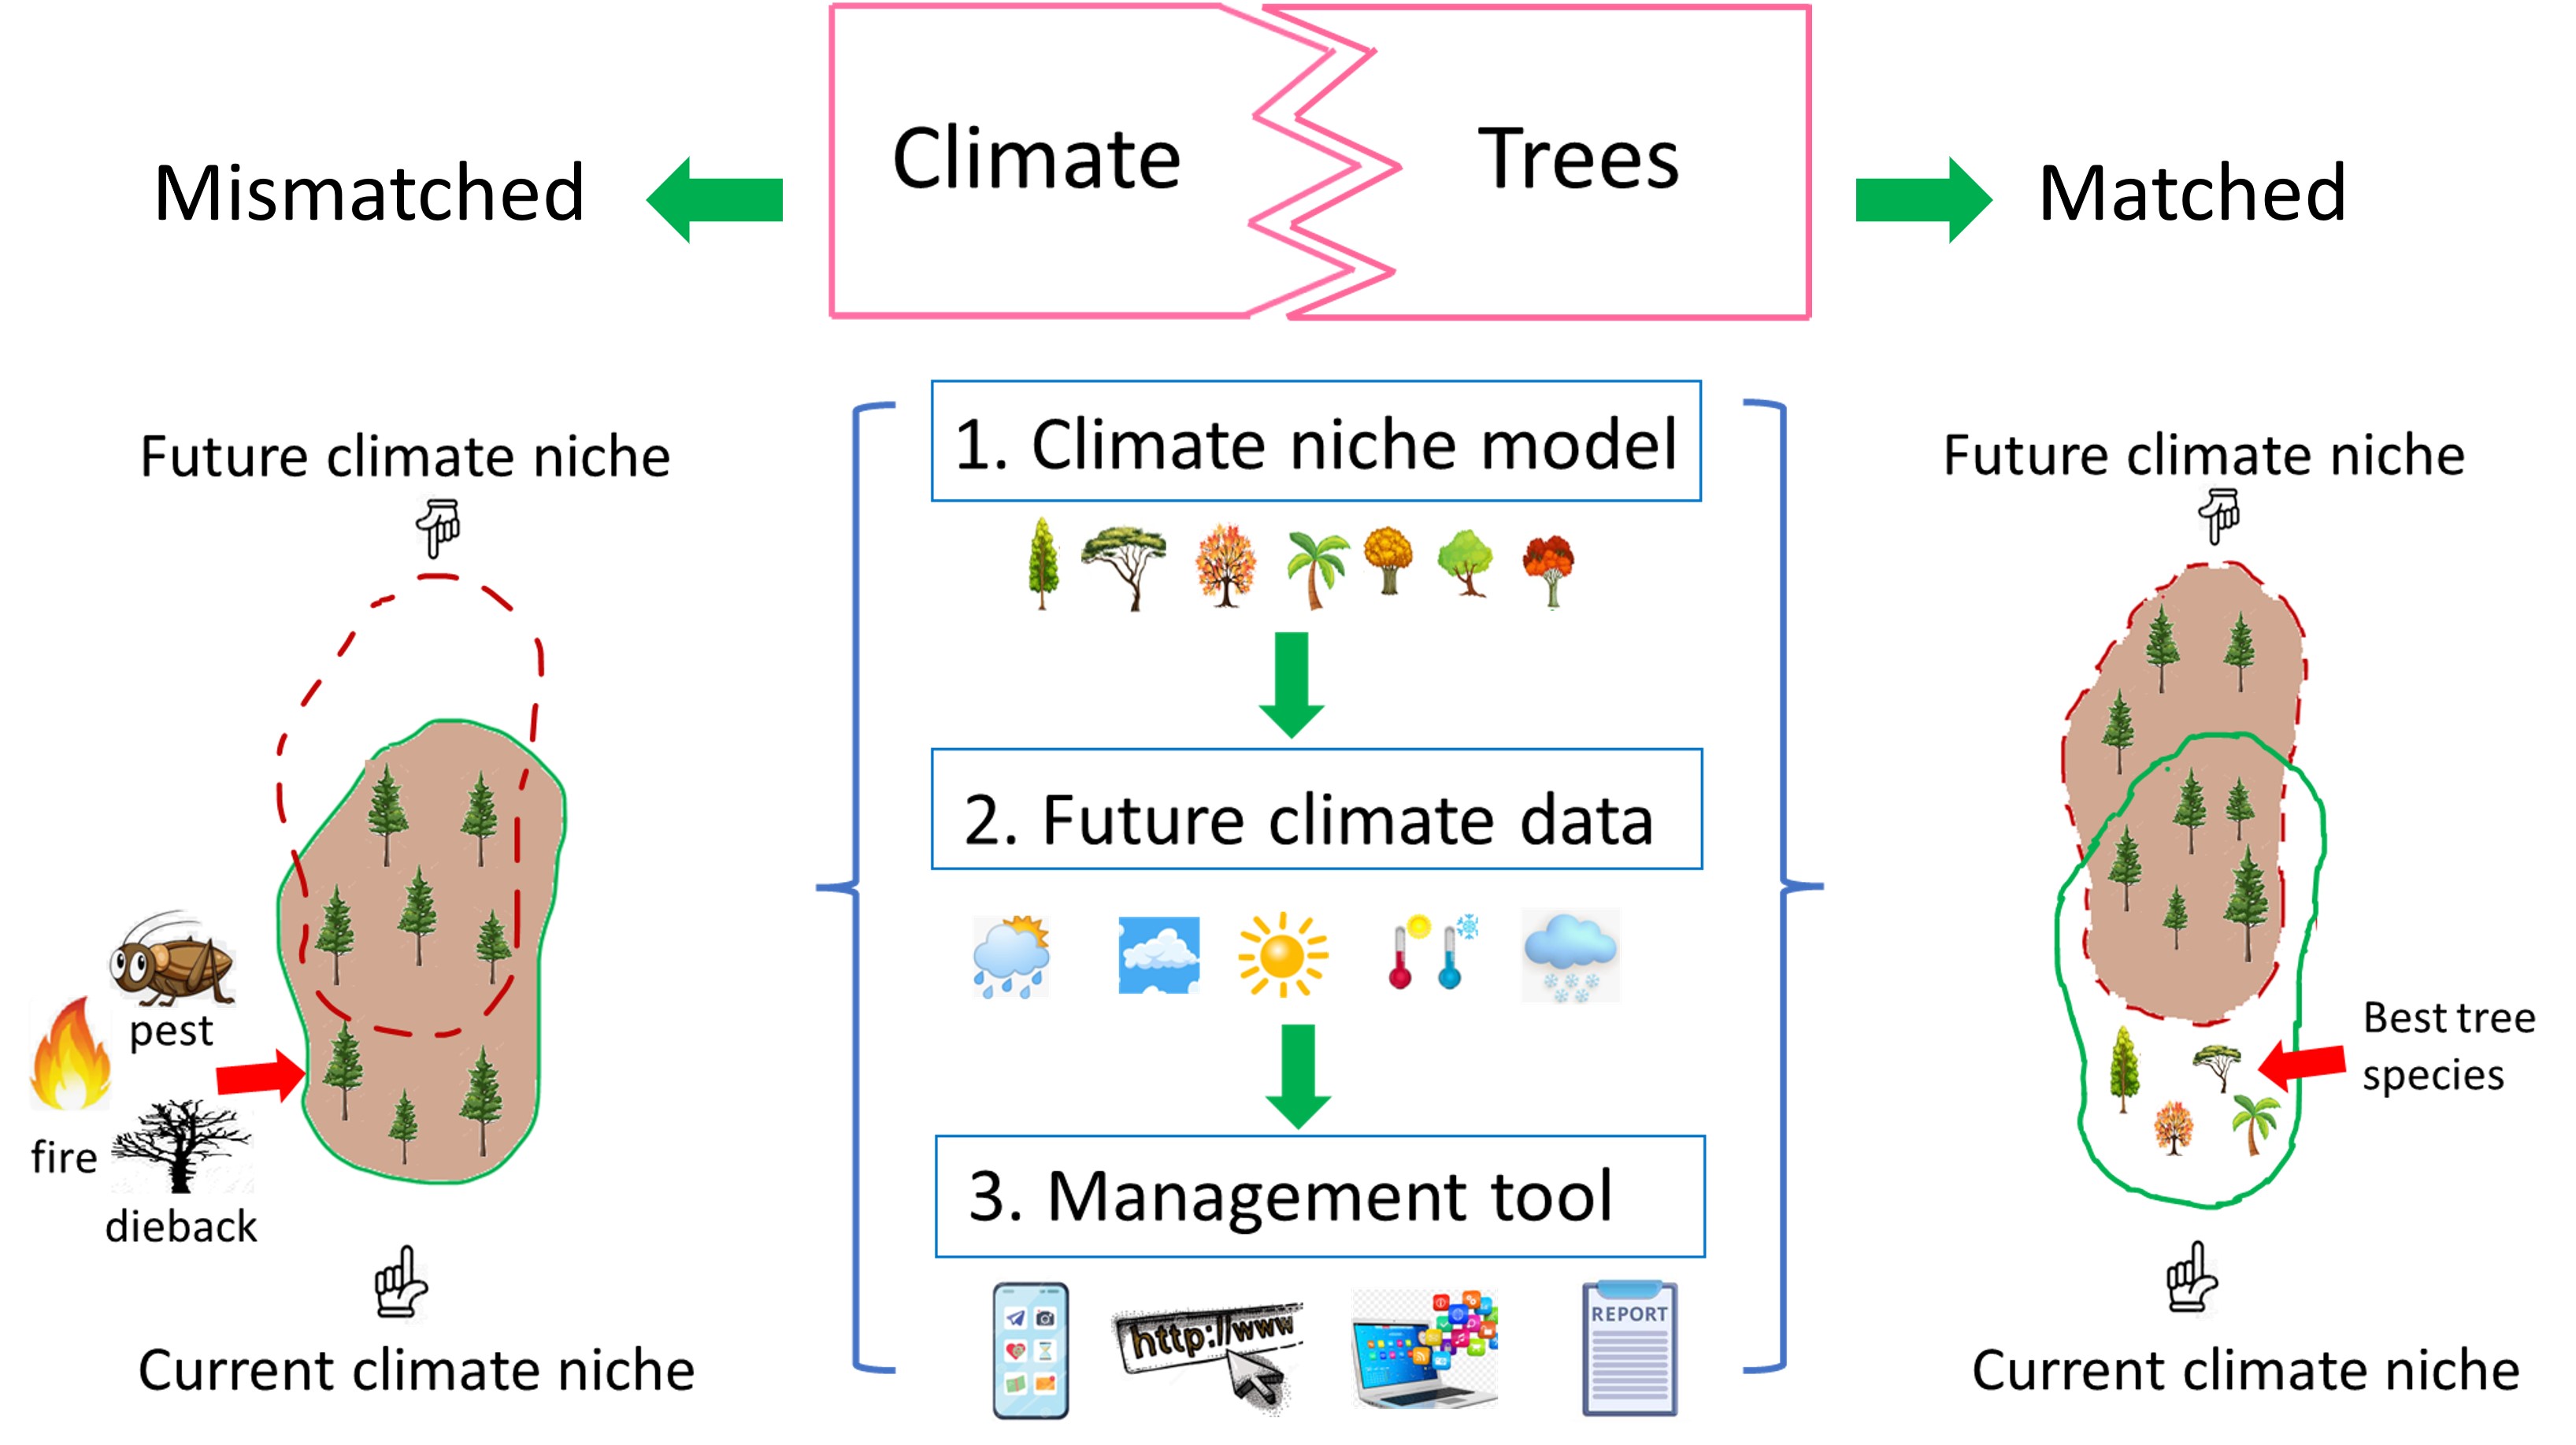 Climate
Trees
Mismatched
Matched
Future climate niche
pest
fire
dieback
Current climate niche
1. Climate niche model
2. Future climate data
3. Management tool
http://www
REPORT
Future climate niche
Best tree
species
Current climate niche